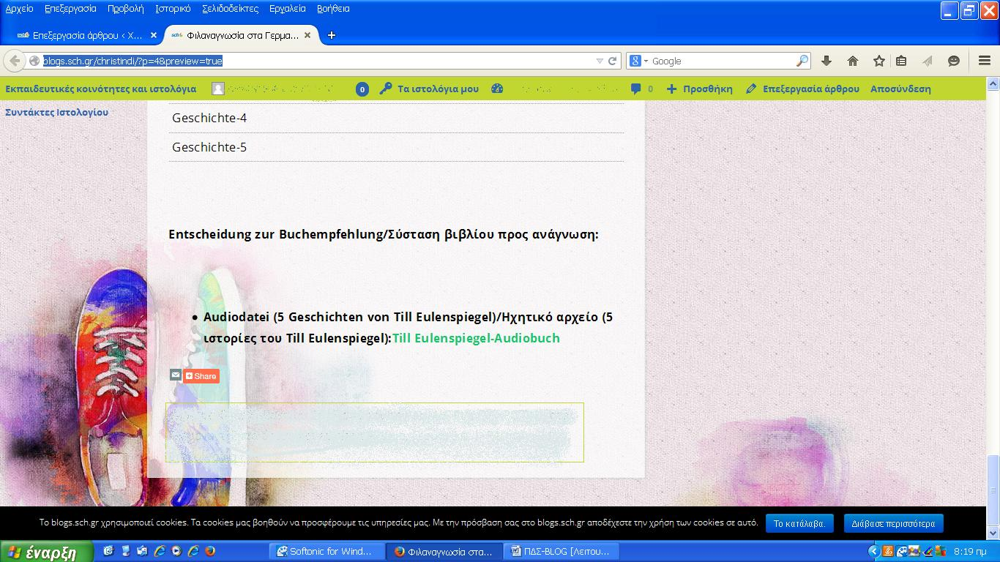 Αρχείο Επεξεργασία Προβολή Ιστορικό Σελιδοδείκτες Εργαλεία Βοήθεια
Επεξεργασία άρθρου ‹ Χ... Φιλαναγνωσία στα Γερμα...
blogs.sch.gr/christindi/?p=4&preview=true Google
Εκπαιδευτικές κοινότητες και ιστολόγια 0 Τα ιστολόγια μου 0 Προσθήκη Επεξεργασία άρθρου Αποσύνδεση
Συντάκτες Ιστολογίου
Geschichte-4
Geschichte-5
Entscheidung zur Buchempfehlung/Σύσταση βιβλίου προς ανάγνωση:
• Audiodatei (5 Geschichten von Till Eulenspiegel)/Ηχητικό αρχείο (5
ιστορίες του Till Eulenspiegel):Till Eulenspiegel-Audiobuch
Share
Το blogs.sch.gr χρησιμοποιεί cookies. Τα cookies μας βοηθούν να προσφέρουμε τις υπηρεσίες μας. Με την πρόσβαση σας στο blogs.sch.gr αποδέχεστε την χρήση των cookies σε αυτό. Το κατάλαβα. Διάβασε περισσότερα
έναρξη Softonic for Wind... Φιλαναγνωσία στα... ΠΔΣ-BLOG [Λειτου... 8:19 πμ